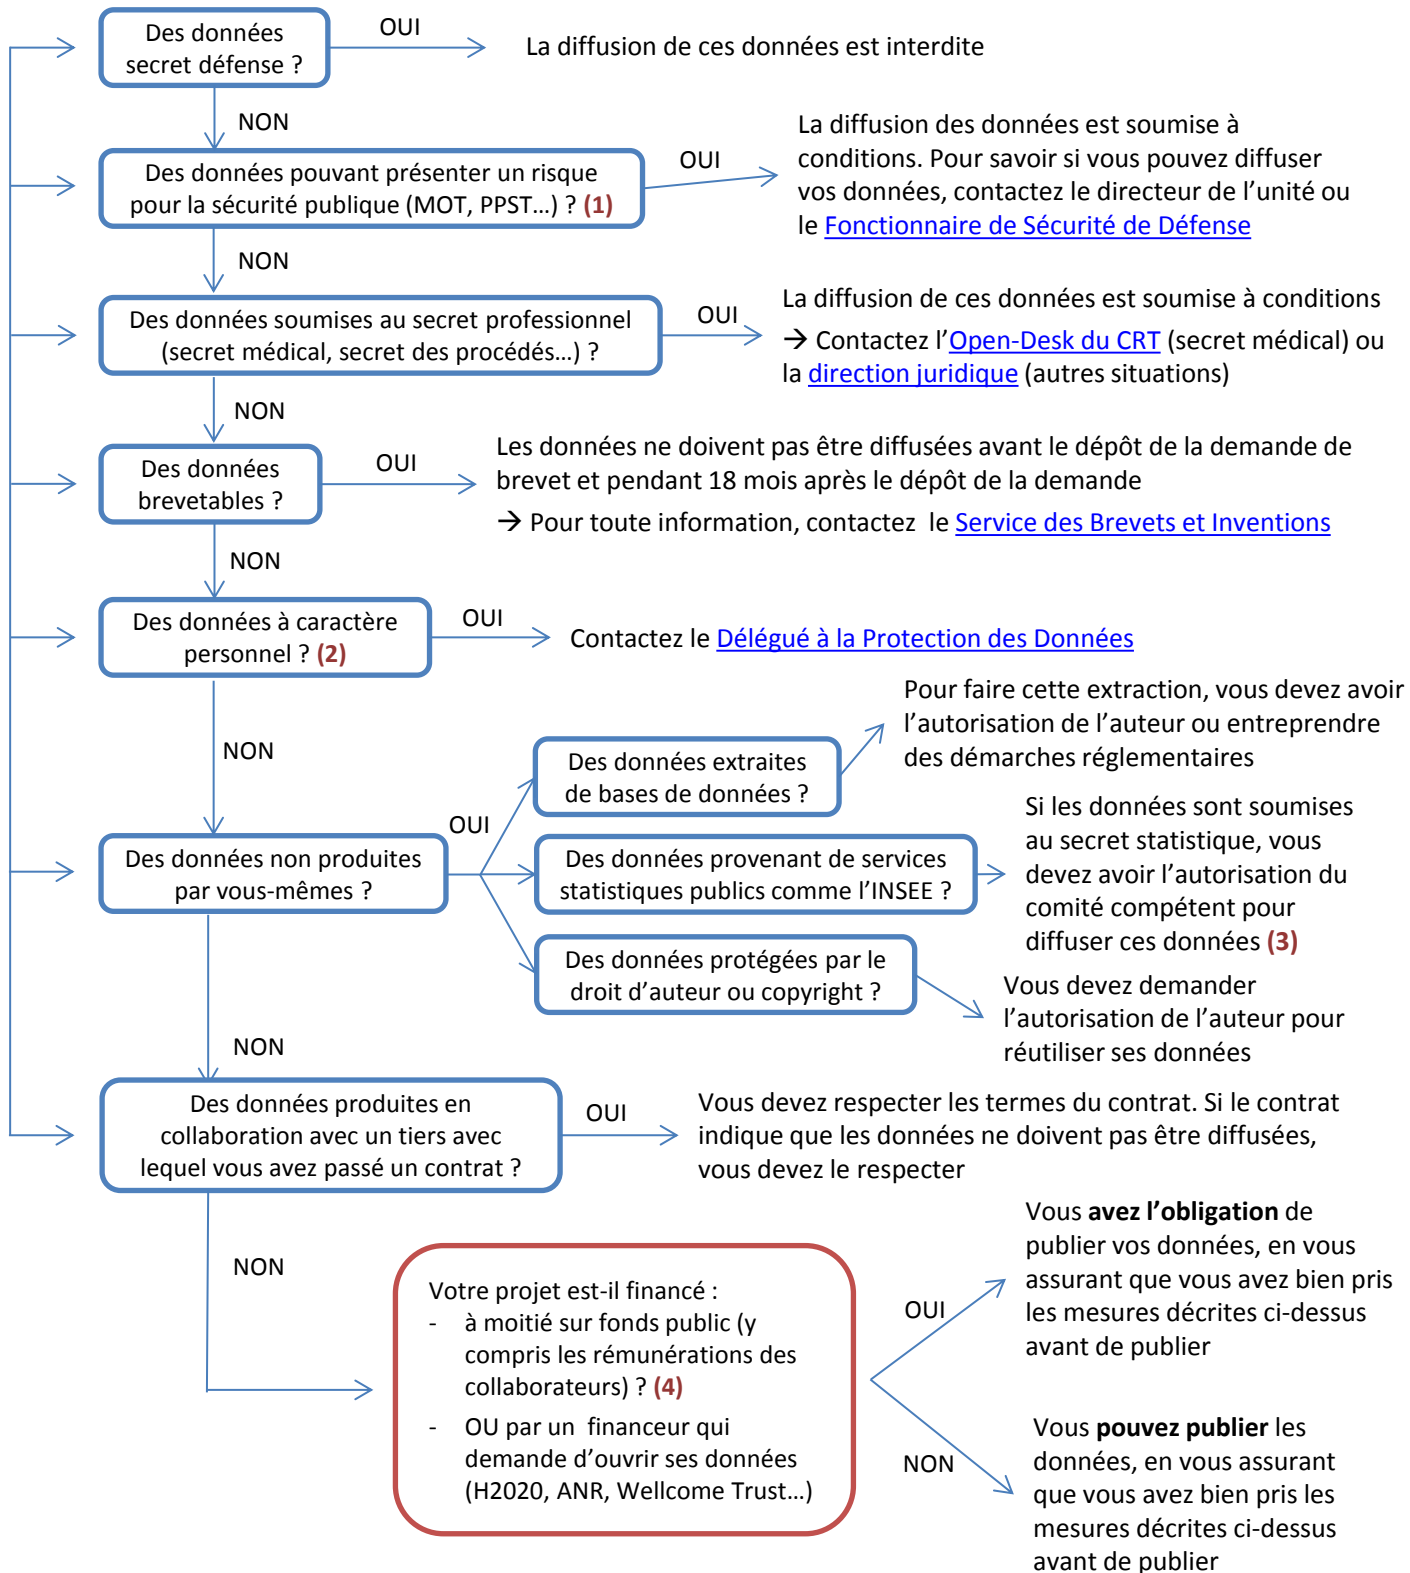 Des données
secret défense ?
OUI
La diffusion de ces données est interdite
NON
Des données pouvant présenter un risque
pour la sécurité publique (MOT, PPST…) ? (1)
OUI
La diffusion des données est soumise à
conditions. Pour savoir si vous pouvez diffuser
vos données, contactez le directeur de l’unité ou
le Fonctionnaire de Sécurité de Défense
NON
Des données soumises au secret professionnel
(secret médical, secret des procédés…) ?
OUI
La diffusion de ces données est soumise à conditions
→ Contactez l’Open-Desk du CRT (secret médical) ou
la direction juridique (autres situations)
NON
Des données
brevetables ?
OUI
Les données ne doivent pas être diffusées avant le dépôt de la demande de
brevet et pendant 18 mois après le dépôt de la demande
→ Pour toute information, contactez le Service des Brevets et Inventions
NON
Des données à caractère
personnel ? (2)
OUI
Contactez le Délégué à la Protection des Données
NON
Des données non produites
par vous-mêmes ?
OUI
Des données extraites
de bases de données ?
Pour faire cette extraction, vous devez avoir
l’autorisation de l’auteur ou entreprendre
des démarches réglementaires
Des données provenant de services
statistiques publics comme l’INSEE ?
Si les données sont soumises
au secret statistique, vous
devez avoir l’autorisation du
comité compétent pour
diffuser ces données (3)
Des données protégées par le
droit d’auteur ou copyright ?
Vous devez demander
l’autorisation de l’auteur pour
réutiliser ses données
NON
Des données produites en
collaboration avec un tiers avec
lequel vous avez passé un contrat ?
OUI
Vous devez respecter les termes du contrat. Si le contrat
indique que les données ne doivent pas être diffusées,
vous devez le respecter
NON
Votre projet est-il financé :
- à moitié sur fonds public (y
compris les rémunérations des
collaborateurs) ? (4)
- OU par un financeur qui
demande d’ouvrir ses données
(H2020, ANR, Wellcome Trust…)
OUI
Vous avez l’obligation de
publier vos données, en vous
assurant que vous avez bien pris
les mesures décrites ci-dessus
avant de publier
NON
Vous pouvez publier les
données, en vous assurant
que vous avez bien pris les
mesures décrites ci-dessus
avant de publier